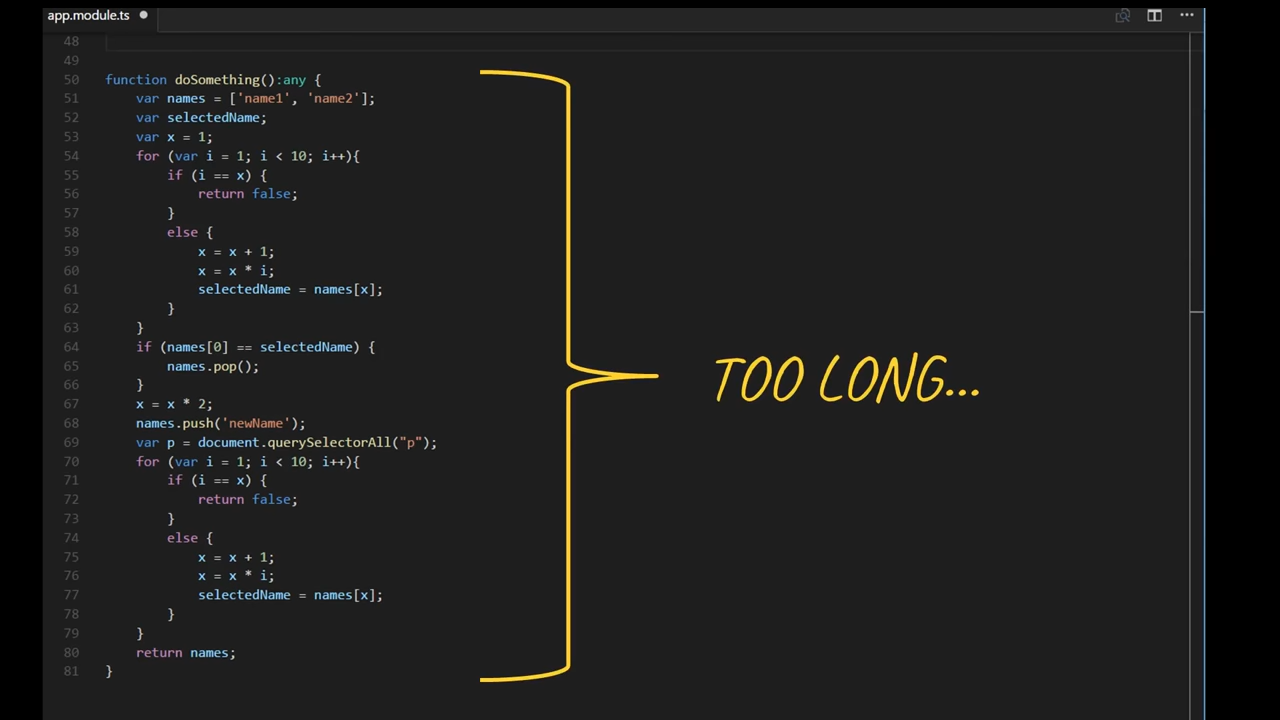 app.module.ts
48
49
50 function doSomething():any {
51 var names = ['name1', 'name2'];
52 var selectedName;
53 var x = 1;
54 for (var i = 1; i < 10; i++){
55 if (i == x) {
56 return false;
57 }
58 else {
59 x = x + 1;
60 x = x * i;
61 selectedName = names[x];
62 }
63 }
64 if (names[0] == selectedName) {
65 names.pop();
66 }
67 x = x * 2;
68 names.push('newName');
69 var p = document.querySelectorAll("p");
70 for (var i = 1; i < 10; i++){
71 if (i == x) {
72 return false;
73 }
74 else {
75 x = x + 1;
76 x = x * i;
77 selectedName = names[x];
78 }
79 }
80 return names;
81 }
TOO LONG...